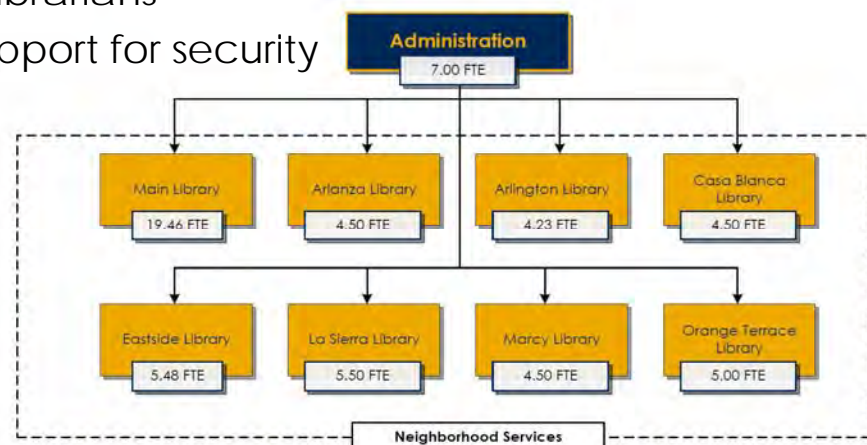 pport for security
Administration
7.00 FTE
Main Library
19.46 FTE
Arlanza Library
4.50 FTE
Arlington Library
4.23 FTE
Casa Blanca
Library
4.50 FTE
Eastside Library
5.48 FTE
La Sierra Library
5.50 FTE
Marcy Library
4.50 FTE
Orange Terrace
Library
5.00 FTE
Neighborhood Services